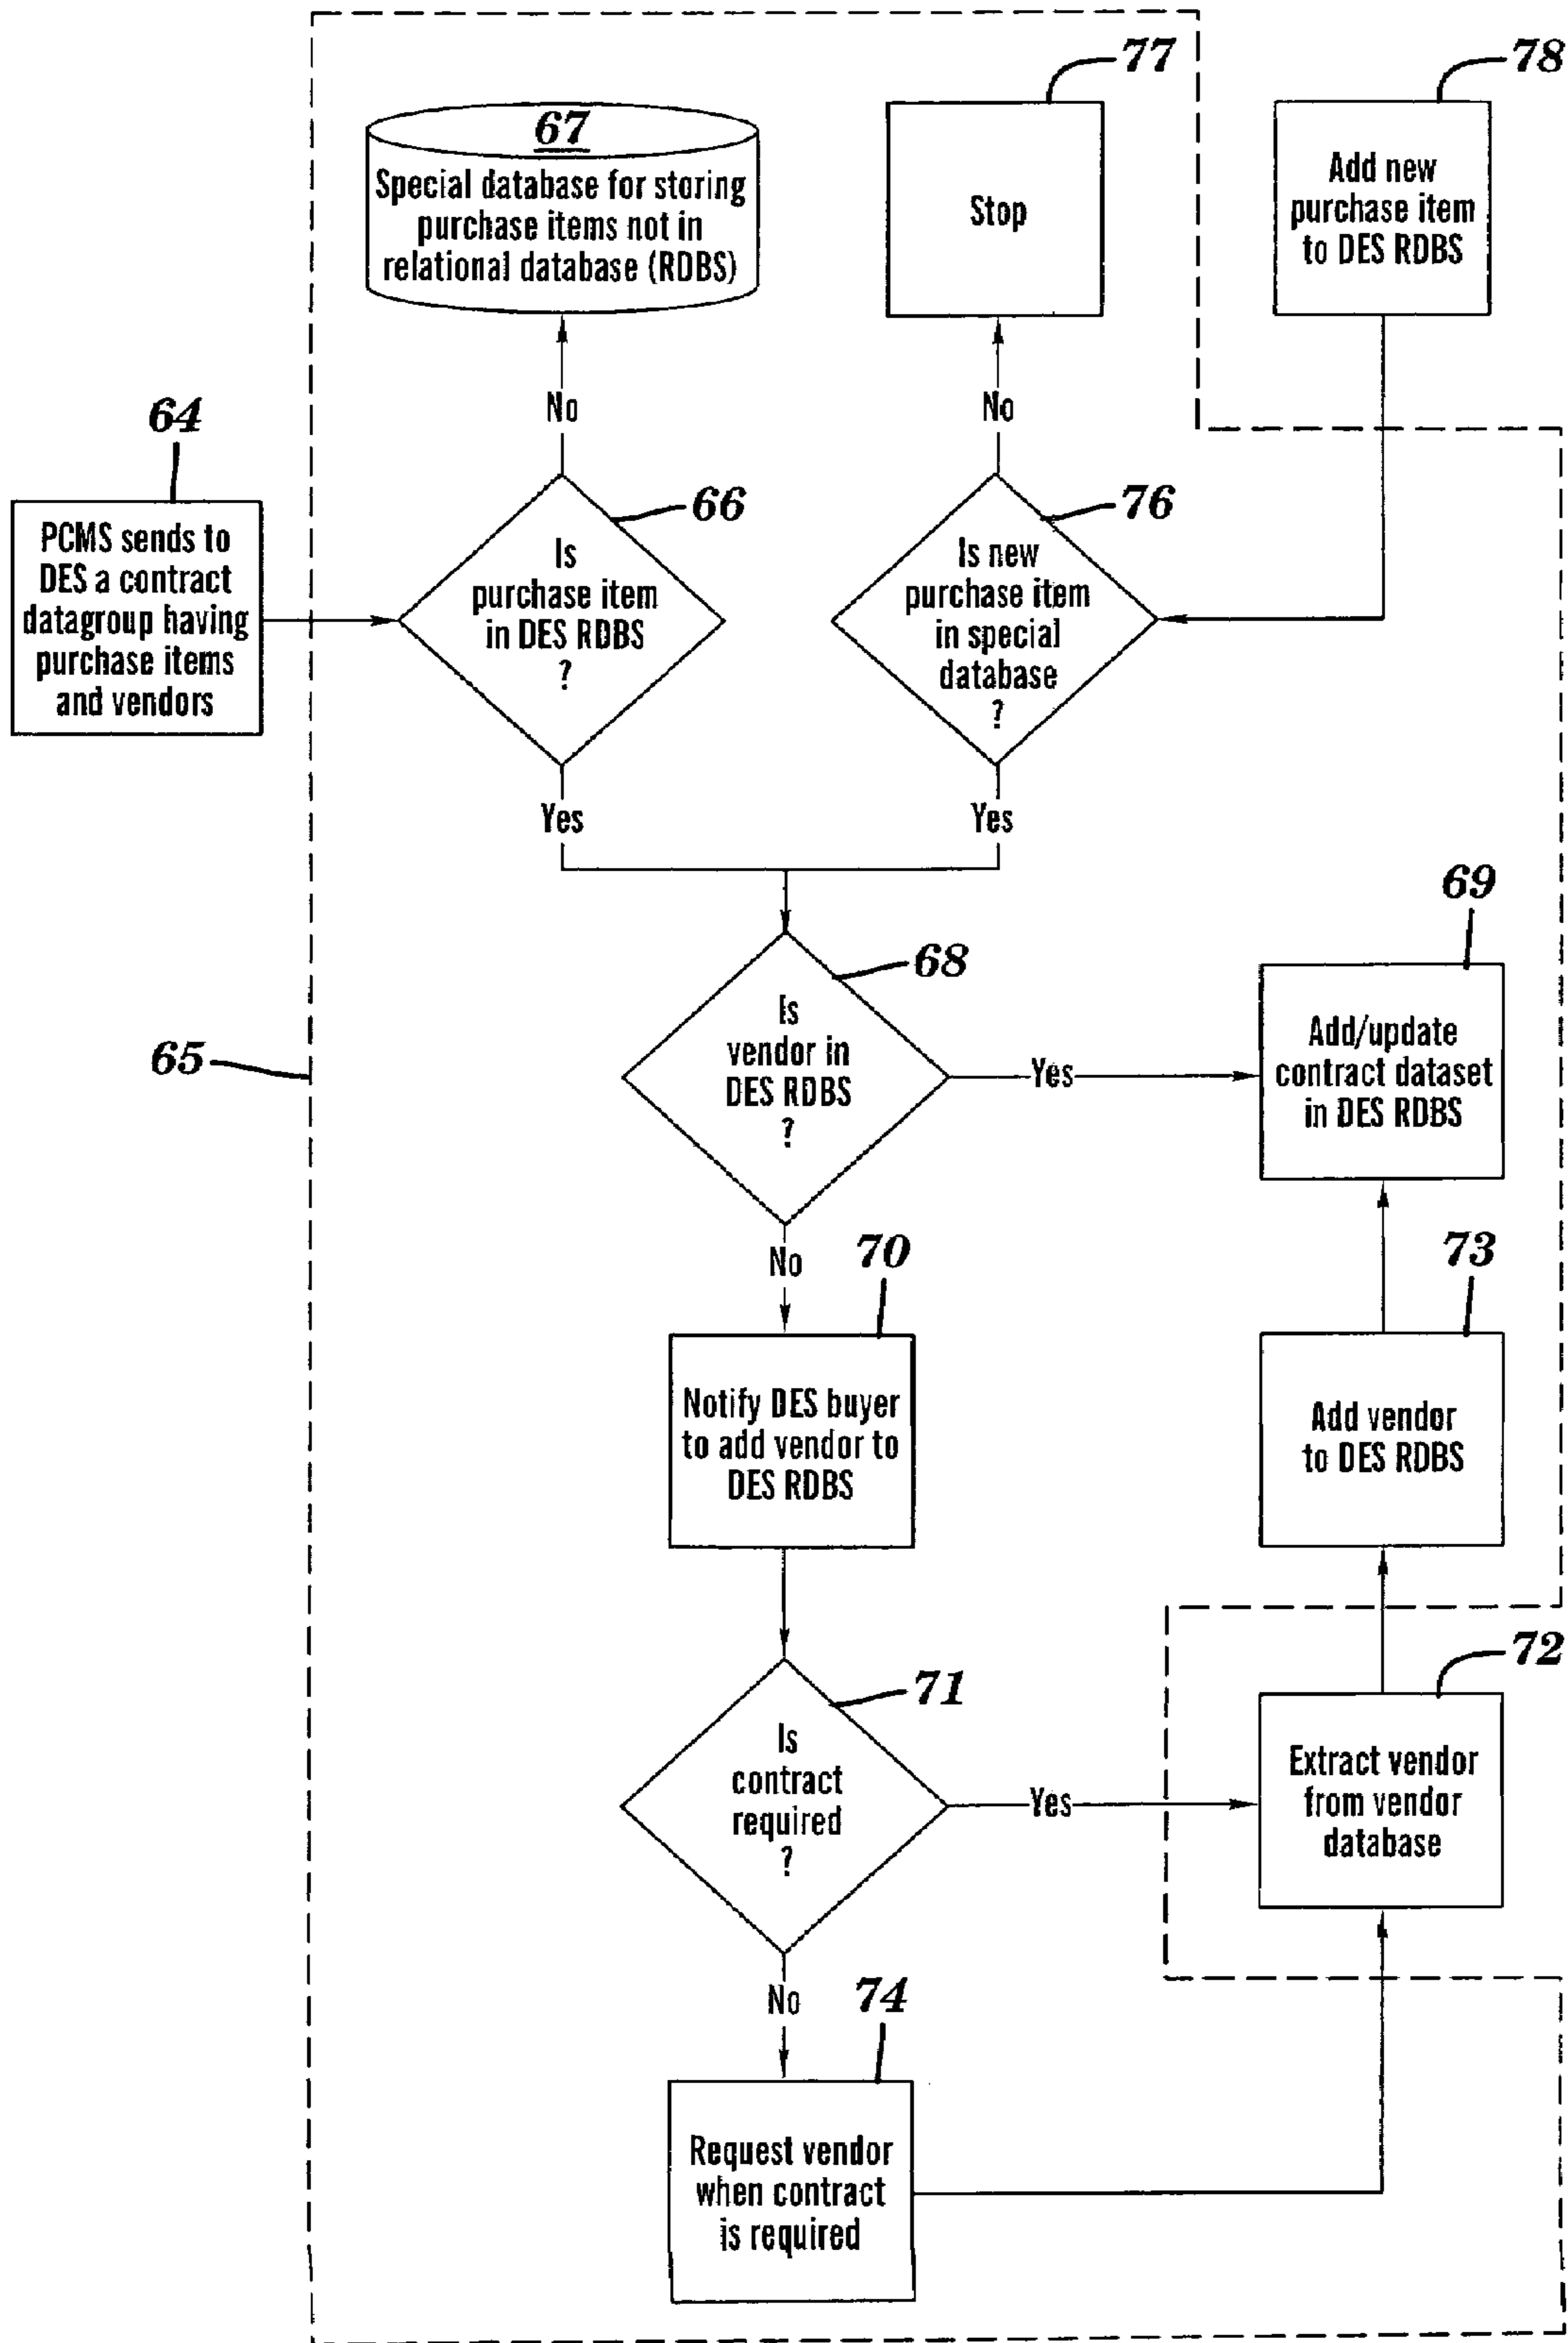 77
78
67
Special database for storing
purchase items not in
relational database (RDBS)
Stop
Add new
purchase item
to DES RDBS
No
No
64
PCMS sends to
DES a contract
datagroup having
purchase items
and vendors
66
Is
purchase item
in DES RDBS
?
76
Is new
purchase item
in special
database
?
Yes
Yes
65
68
Is
vendor in
DES RDBS
?
Yes
69
Add/update
contract dataset
in DES RDBS
No
70
Notify DES buyer
to add vendor to
DES RDBS
73
Add vendor
to DES RDBS
71
Is
contract
required
?
Yes
72
Extract vendor
from vendor
database
No
74
Request vendor
when contract
is required